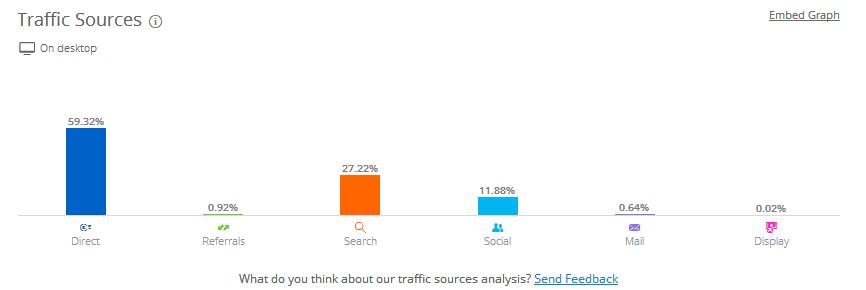 Traffic Sources
Embed Graph
On desktop
59.32%
0.92%
27.22%
11.88%
0.64%
0.02%
Direct
Referrals
Search
Social
Mail
Display
What do you think about our traffic sources analysis? Send Feedback